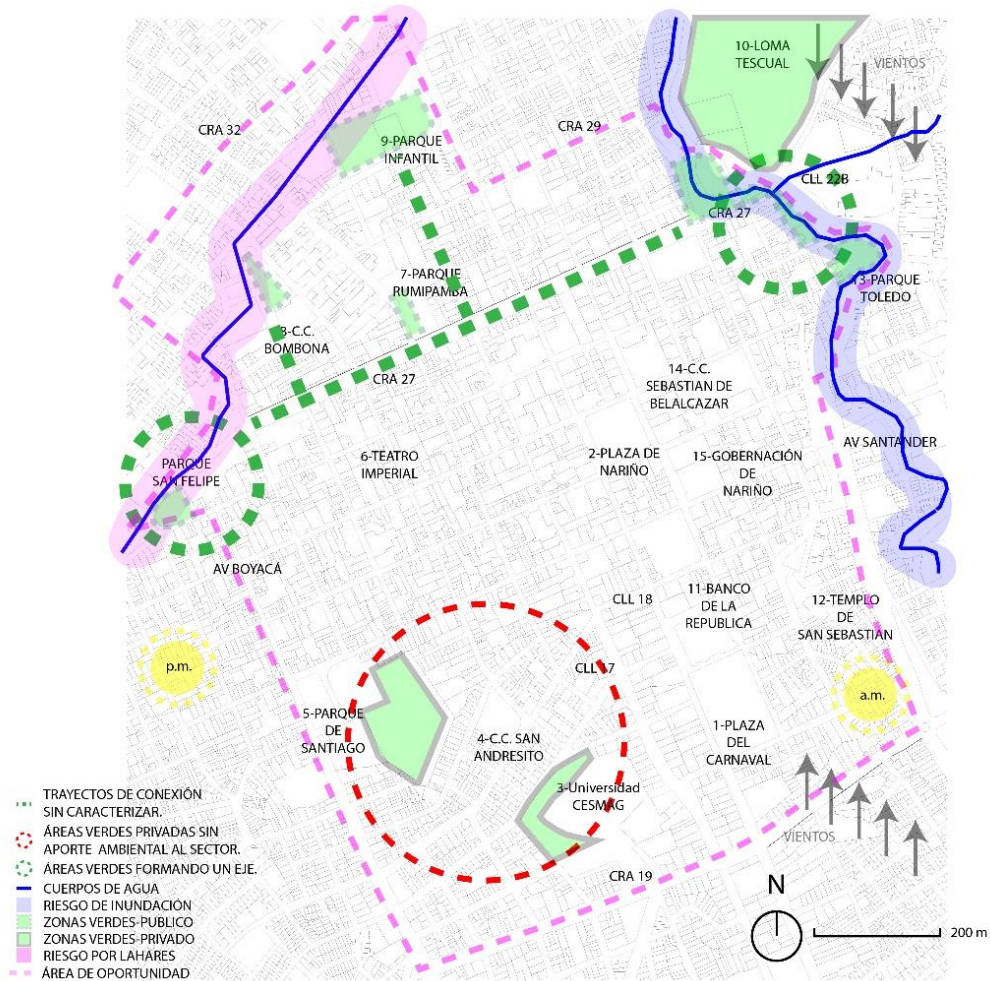 10-LOMA
TESCUAL
VIENTOS
CRA 32
CRA 29
9-PARQUE
INFANTIL
CLL 22B
CRA 27
7-PARQUE
RUMIPAMBA
13-PARQUE
TOLEDO
8-C.C.
BOMBONA
CRA 27
14-C.C.
SEBASTIAN DE
BELALCAZAR
AV SANTANDER
PARQUE
SAN FELIPE
6-TEATRO
IMPERIAL
2-PLAZA DE
NARIÑO
15-GOBERNACIÓN
DE
NARIÑO
AV BOYACÁ
CLL 18
11-BANCO
DE LA
REPUBLICA
12-TEMPLO
DE
SAN SEBASTIAN
p.m.
CLL 17
a.m.
5-PARQUE
DE
SANTIAGO
4-C.C. SAN
ANDRESITO
1-PLAZA
DEL
CARNAVAL
3-Universidad
CESMAG
VIENTOS
CRA 19
TRAYECTOS DE CONEXIÓN
SIN CARACTERIZAR.
ÁREAS VERDES PRIVADAS SIN
APORTE AMBIENTAL AL SECTOR.
ÁREAS VERDES FORMANDO UN EJE.
CUERPOS DE AGUA
RIESGO DE INUNDACIÓN
ZONAS VERDES-PUBLICO
ZONAS VERDES-PRIVADO
RIESGO POR LAHARES
ÁREA DE OPORTUNIDAD
N
200 m